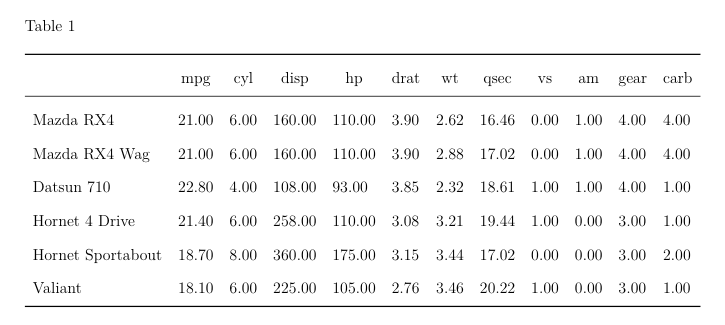 Table 1
mpg cyl disp hp drat wt qsec vs am gear carb
Mazda RX4 21.00 6.00 160.00 110.00 3.90 2.62 16.46 0.00 1.00 4.00 4.00
Mazda RX4 Wag 21.00 6.00 160.00 110.00 3.90 2.88 17.02 0.00 1.00 4.00 4.00
Datsun 710 22.80 4.00 108.00 93.00 3.85 2.32 18.61 1.00 1.00 4.00 1.00
Hornet 4 Drive 21.40 6.00 258.00 110.00 3.08 3.21 19.44 1.00 0.00 3.00 1.00
Hornet Sportabout 18.70 8.00 360.00 175.00 3.15 3.44 17.02 0.00 0.00 3.00 2.00
Valiant 18.10 6.00 225.00 105.00 2.76 3.46 20.22 1.00 0.00 3.00 1.00